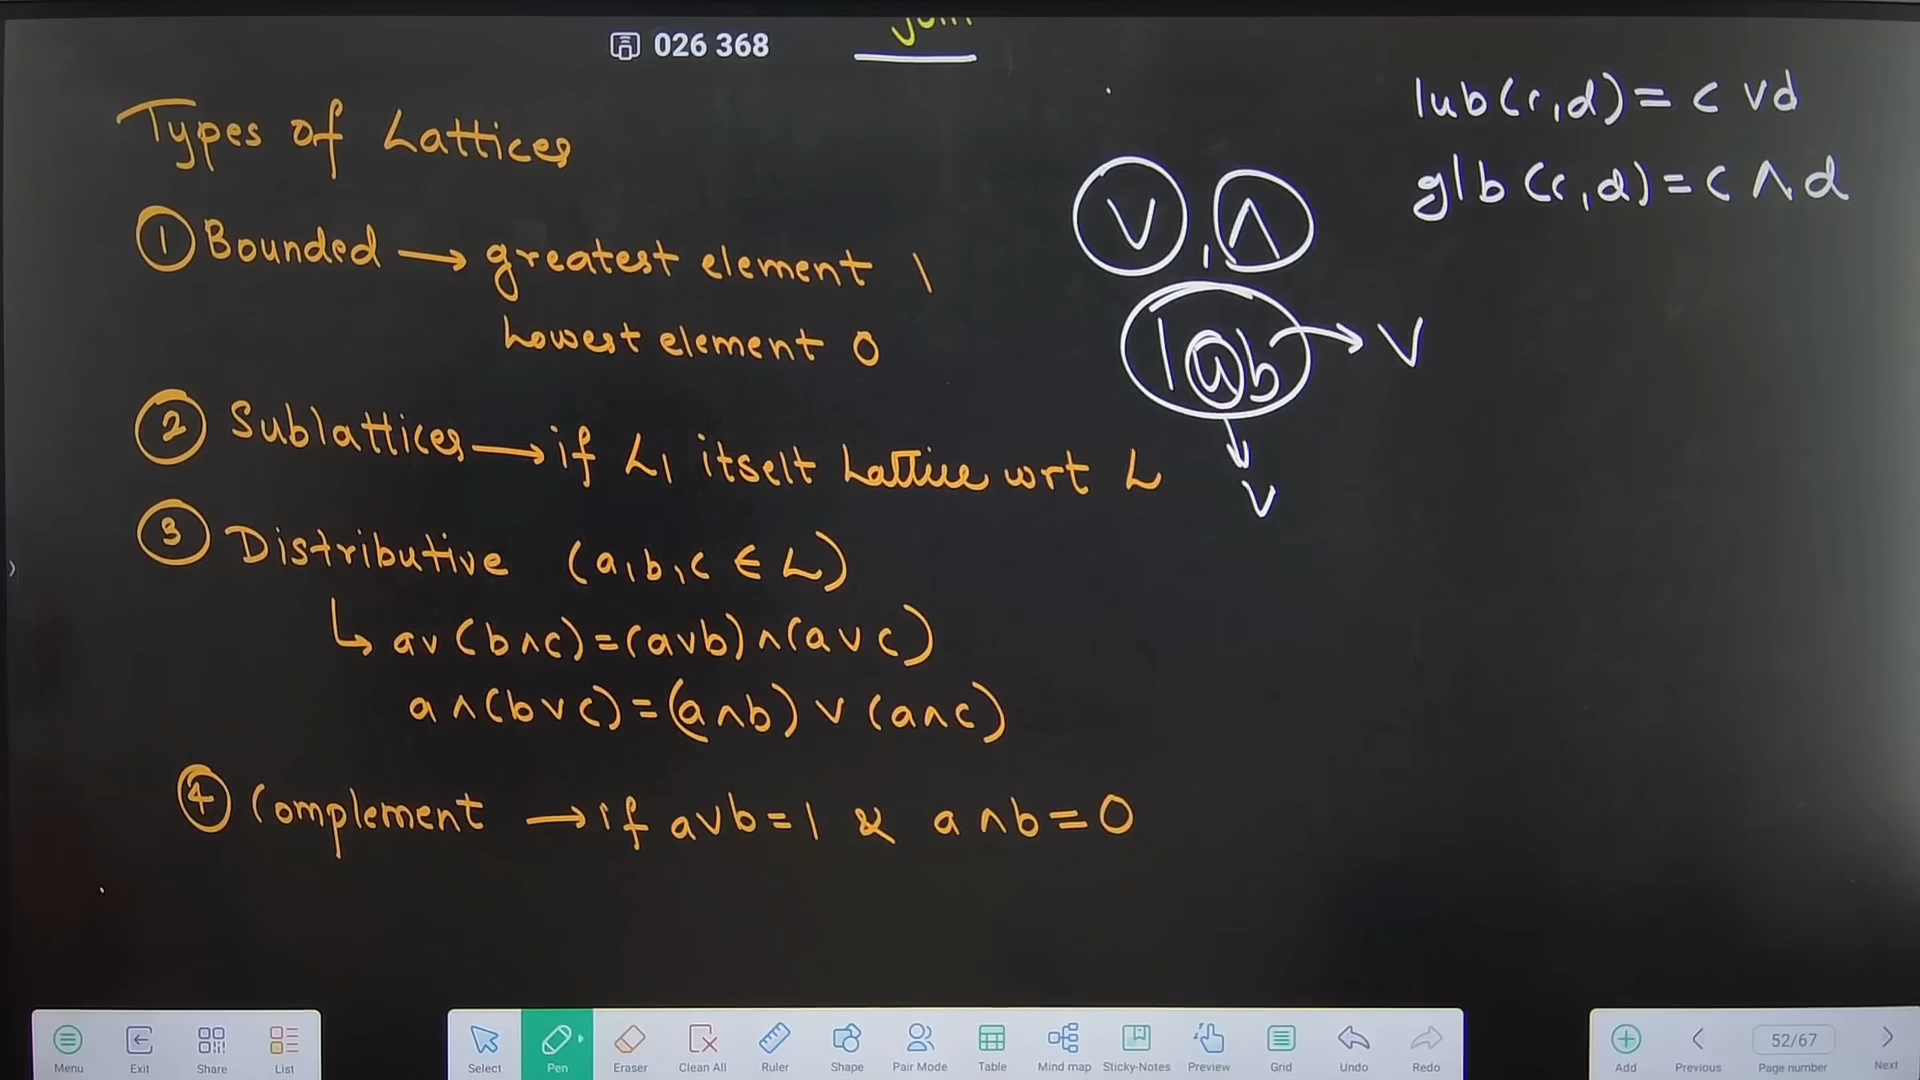 026 368
Join
Types of Lattices
① Bounded → greatest element 1
Lowest element 0
② Sublattices → if L1 itselt Lattice wrt L
③ Distributive (a,b,c ∈ L)
↳ a∨(b∧c)=(a∨b)∧(a∨c)
a∧(b∨c)=(a∧b)∨(a∧c)
④ Complement → if a∨b=1 & a∧b=0
lub(c,d)=c∨d
glb(c,d)=c∧d
∨,∧
lab → ∨
∨
Menu Exit Share List
Select Pen Eraser Clean All Ruler Shape Pair Mode Table Mind map Sticky-Notes Preview Grid Undo Redo
Add Previous 52/67 Page number Next